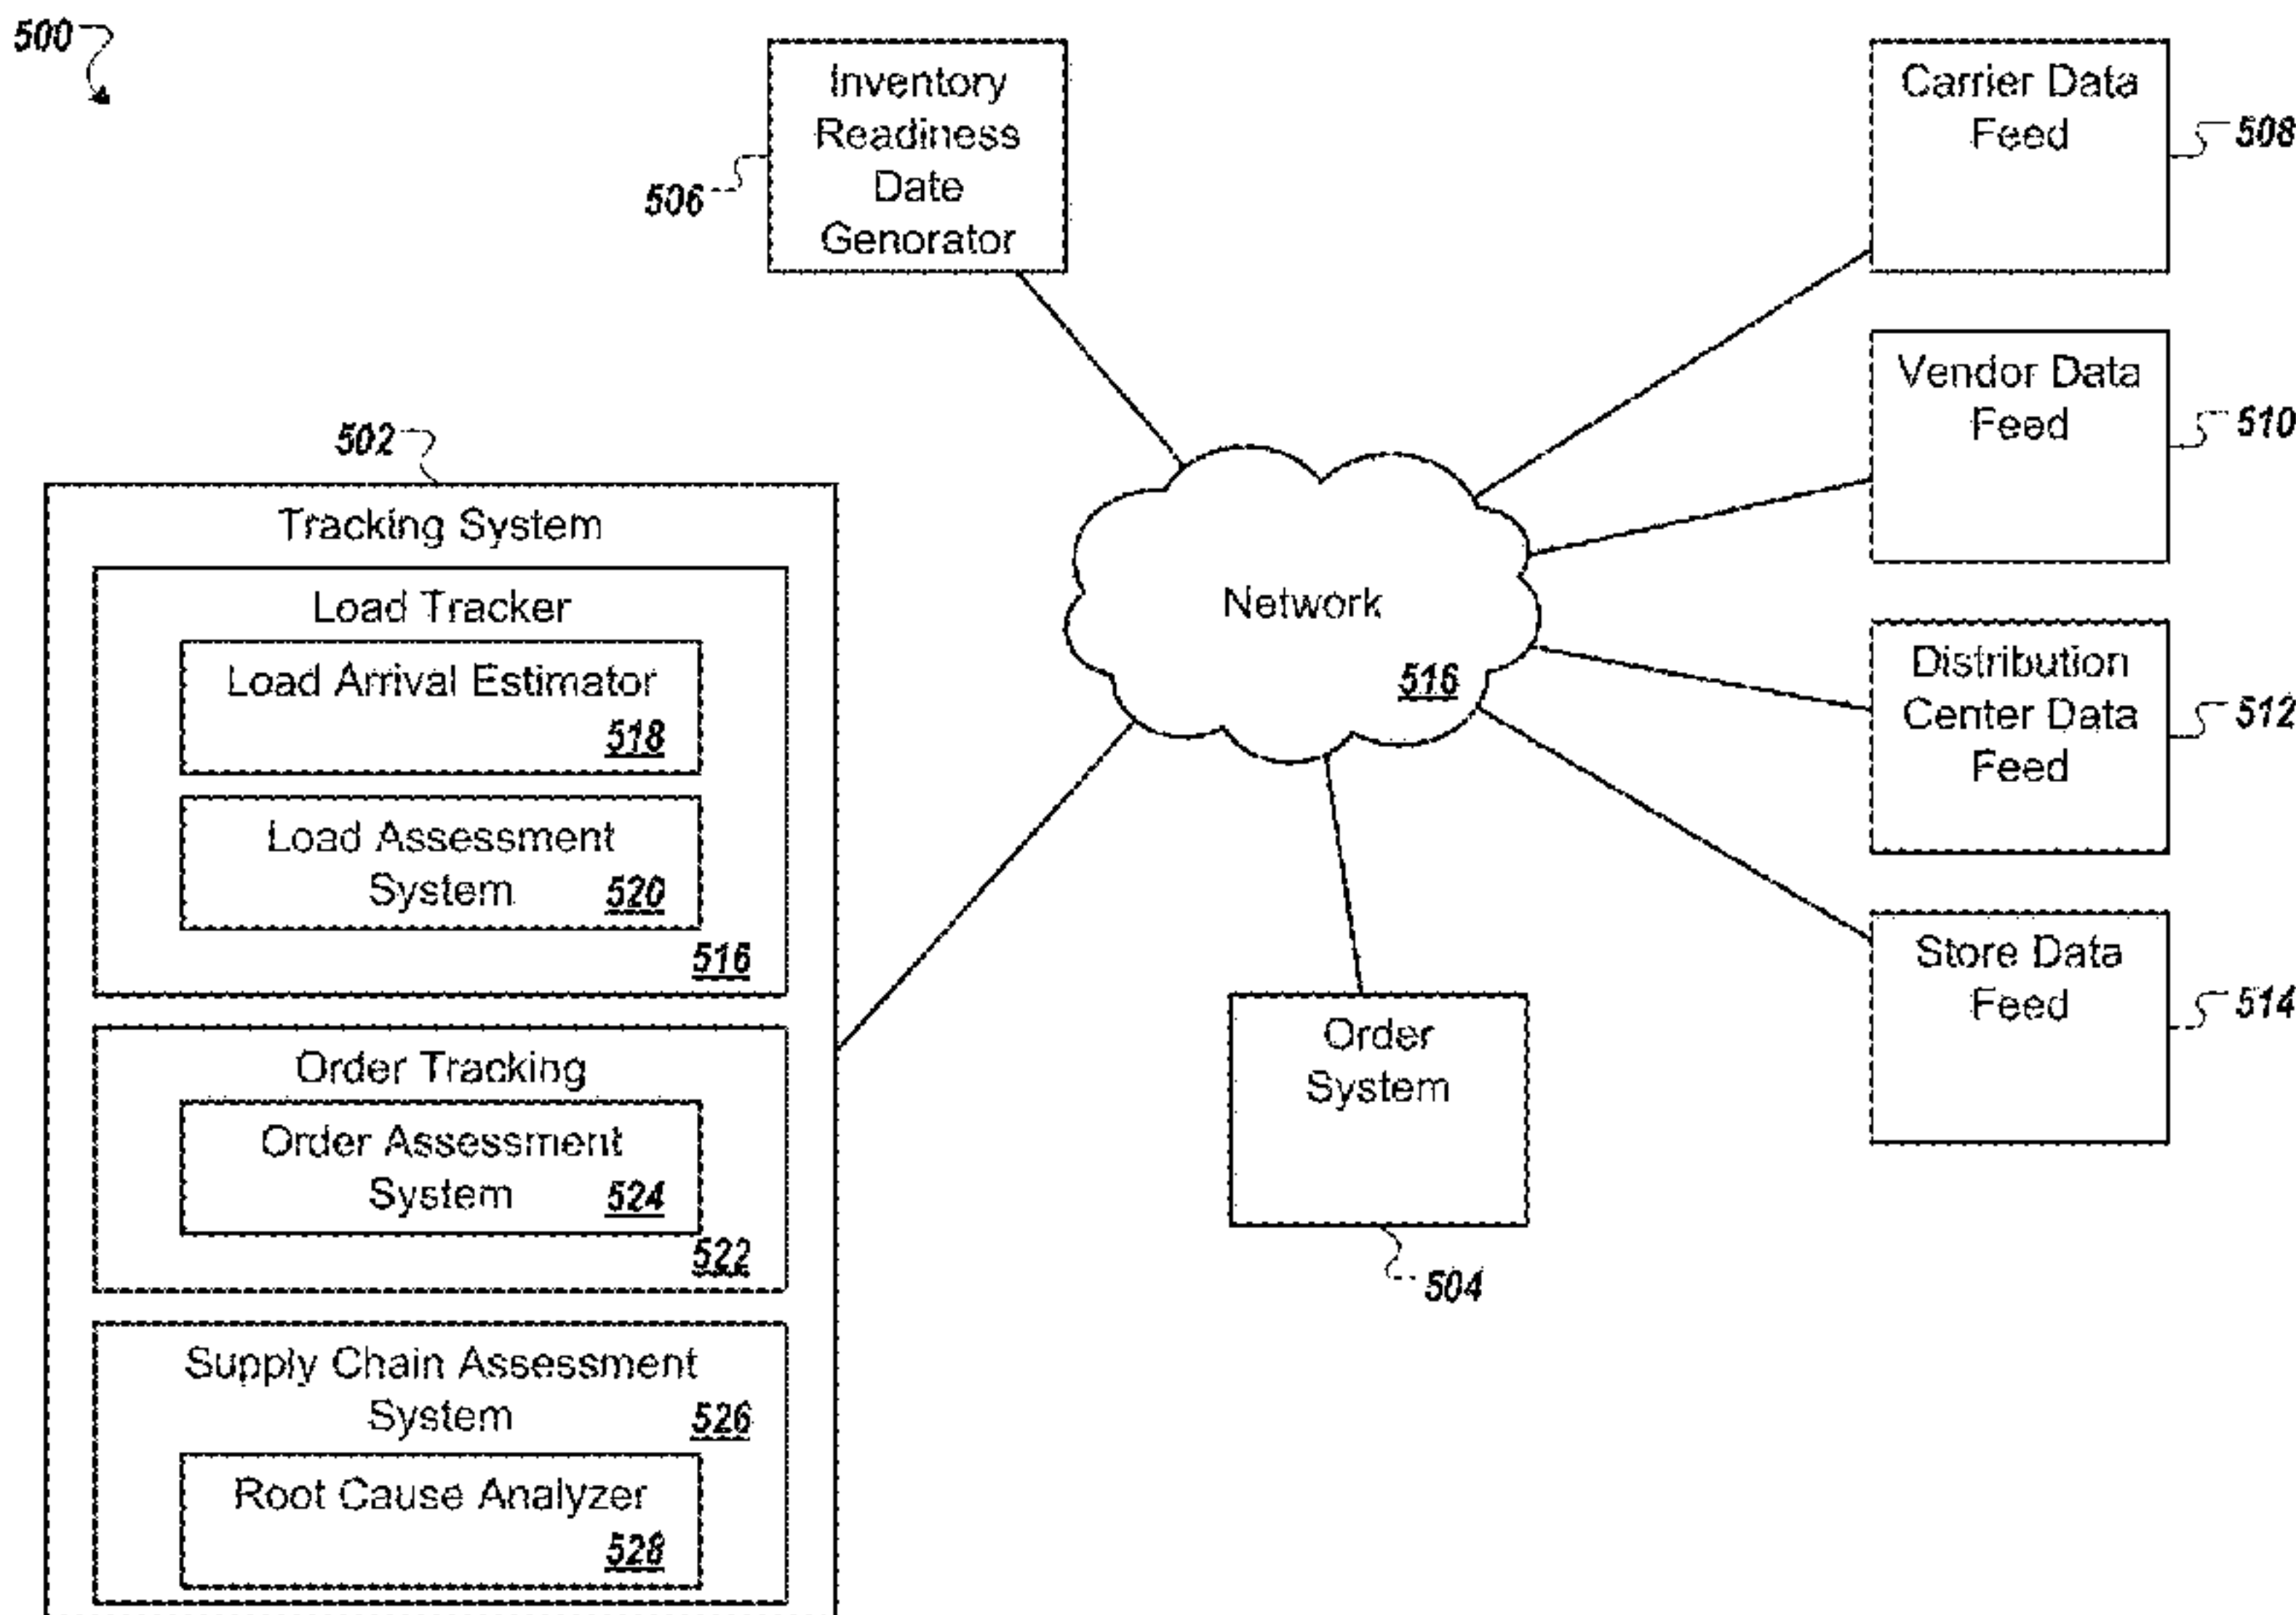 500
Inventory
Readiness
Date
Genorator
506
Carrier Data
Feed
508
Vendor Data
Feed
510
Distribution
Center Data
Feed
512
Store Data
Feed
514
Network
516
Order
System
504
502
Tracking System
Load Tracker
Load Arrival Estimator
518
Load Assessment
System 520
516
Order Tracking
Order Assessment
System 524
522
Supply Chain Assessment
System 526
Root Cause Analyzer
528